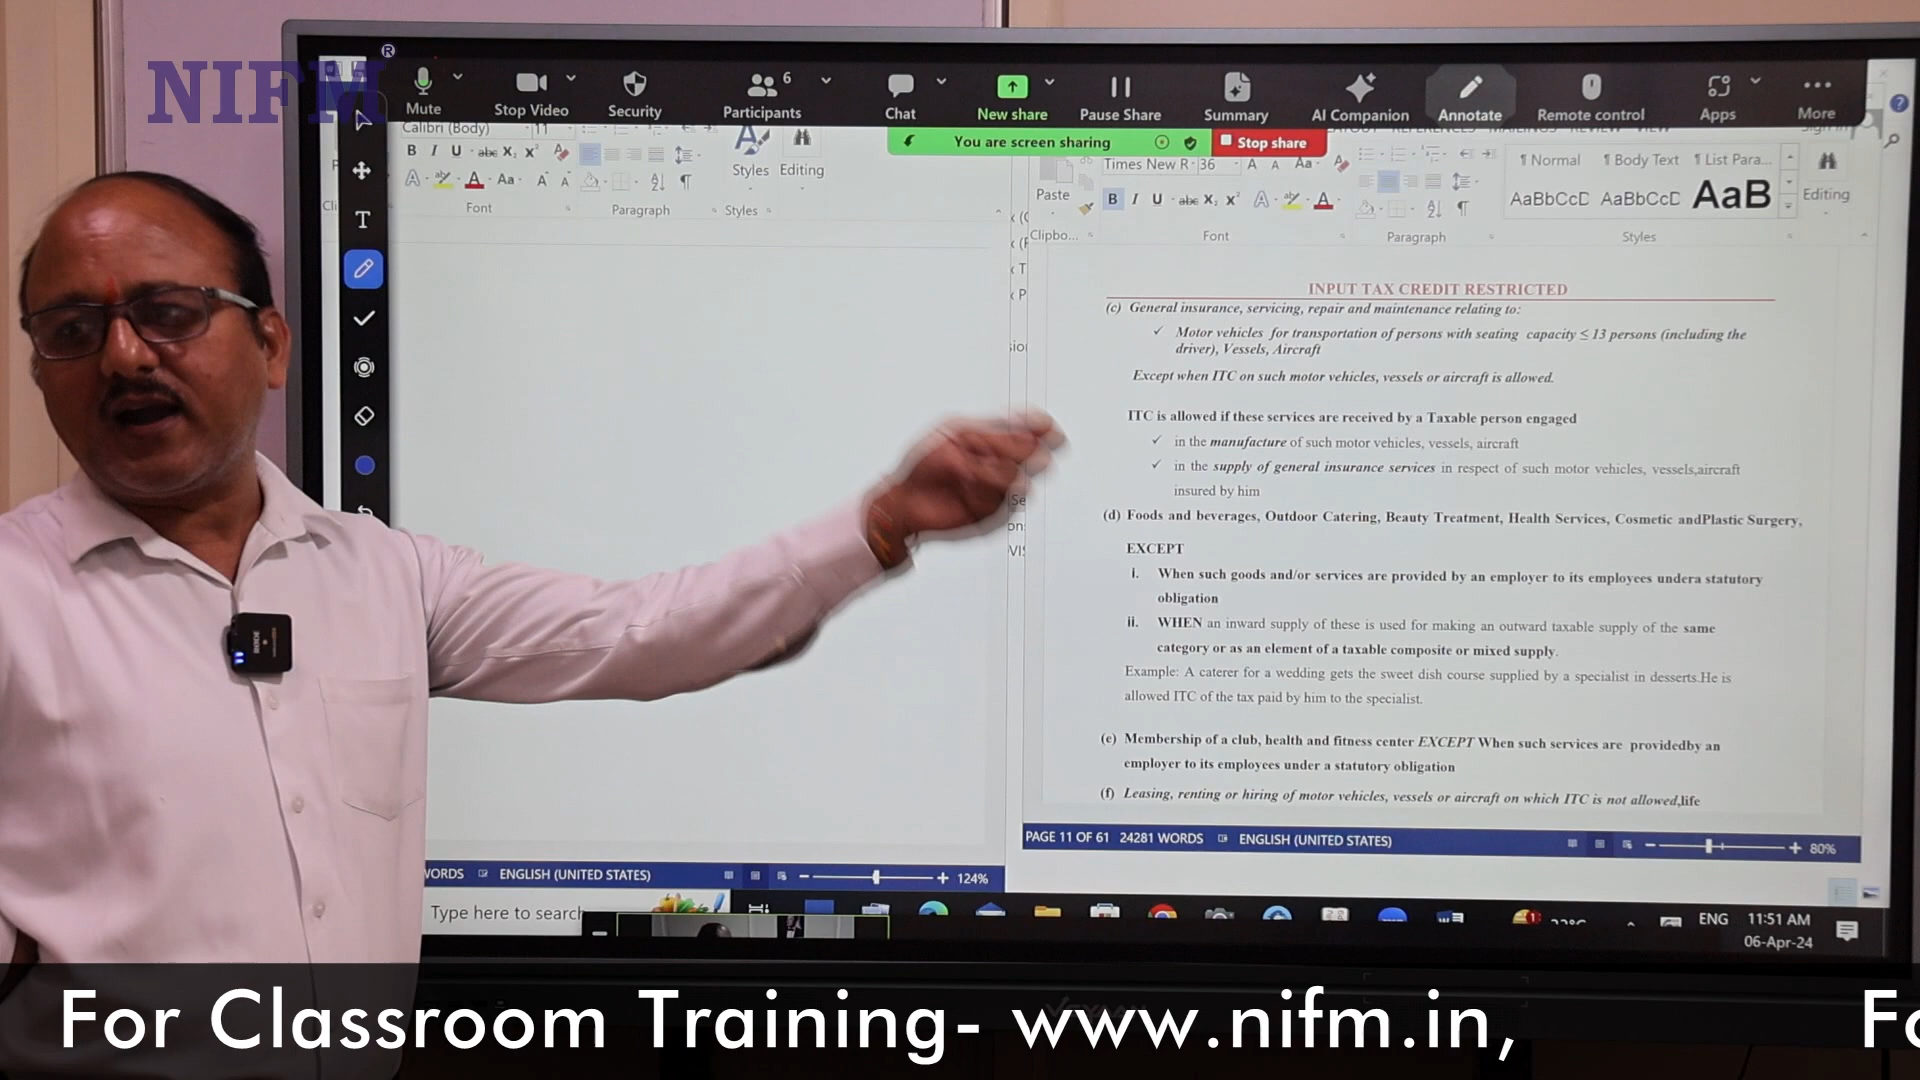 NIFM
®
Mute
Stop Video
Security
Participants
6
Chat
New share
Pause Share
Summary
AI Companion
Annotate
Remote control
Apps
More
You are screen sharing
Stop share
Calibri (Body)
11
Styles
Editing
Font
Paragraph
Styles
Times New R
36
Paste
¶ Normal
¶ Body Text
¶ List Para...
AaBbCcD
AaBbCcD
AaB
Editing
Clipbo...
Font
Paragraph
Styles
INPUT TAX CREDIT RESTRICTED
(c) General insurance, servicing, repair and maintenance relating to:
✓ Motor vehicles for transportation of persons with seating capacity ≤ 13 persons (including the
driver), Vessels, Aircraft
Except when ITC on such motor vehicles, vessels or aircraft is allowed.
ITC is allowed if these services are received by a Taxable person engaged
✓ in the manufacture of such motor vehicles, vessels, aircraft
✓ in the supply of general insurance services in respect of such motor vehicles, vessels,aircraft
insured by him
(d) Foods and beverages, Outdoor Catering, Beauty Treatment, Health Services, Cosmetic andPlastic Surgery,
EXCEPT
i. When such goods and/or services are provided by an employer to its employees undera statutory
obligation
ii. WHEN an inward supply of these is used for making an outward taxable supply of the same
category or as an element of a taxable composite or mixed supply.
Example: A caterer for a wedding gets the sweet dish course supplied by a specialist in desserts.He is
allowed ITC of the tax paid by him to the specialist.
(e) Membership of a club, health and fitness center EXCEPT When such services are providedby an
employer to its employees under a statutory obligation
(f) Leasing, renting or hiring of motor vehicles, vessels or aircraft on which ITC is not allowed,life
PAGE 11 OF 61 24281 WORDS ENGLISH (UNITED STATES)
80%
ENGLISH (UNITED STATES)
124%
Type here to search
ENG
11:51 AM
06-Apr-24
For Classroom Training- www.nifm.in,
Fo